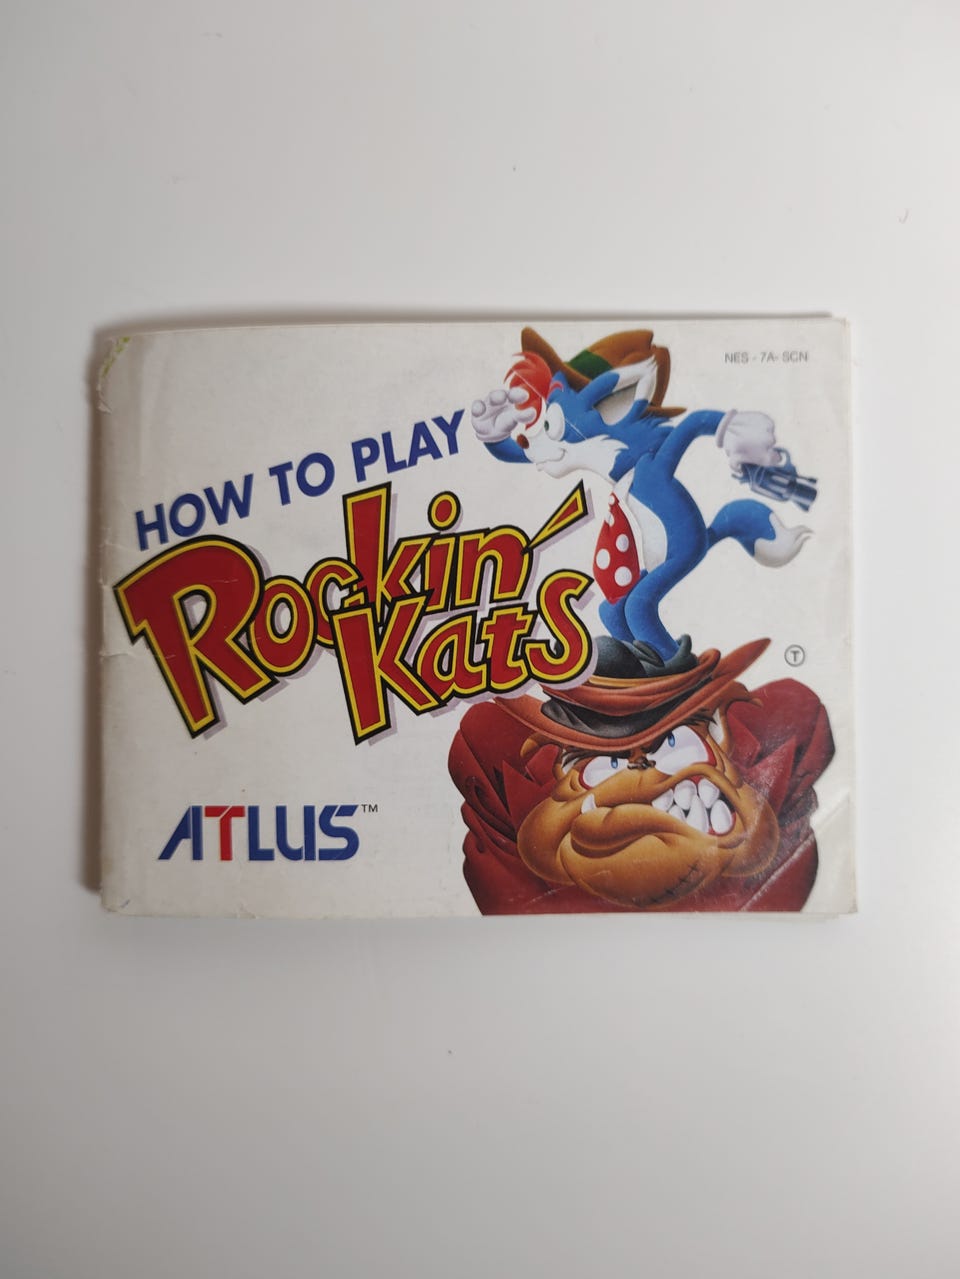 NES - 7A- SCN
HOW TO PLAY
Rockin'
Kats
T
ATLUS™